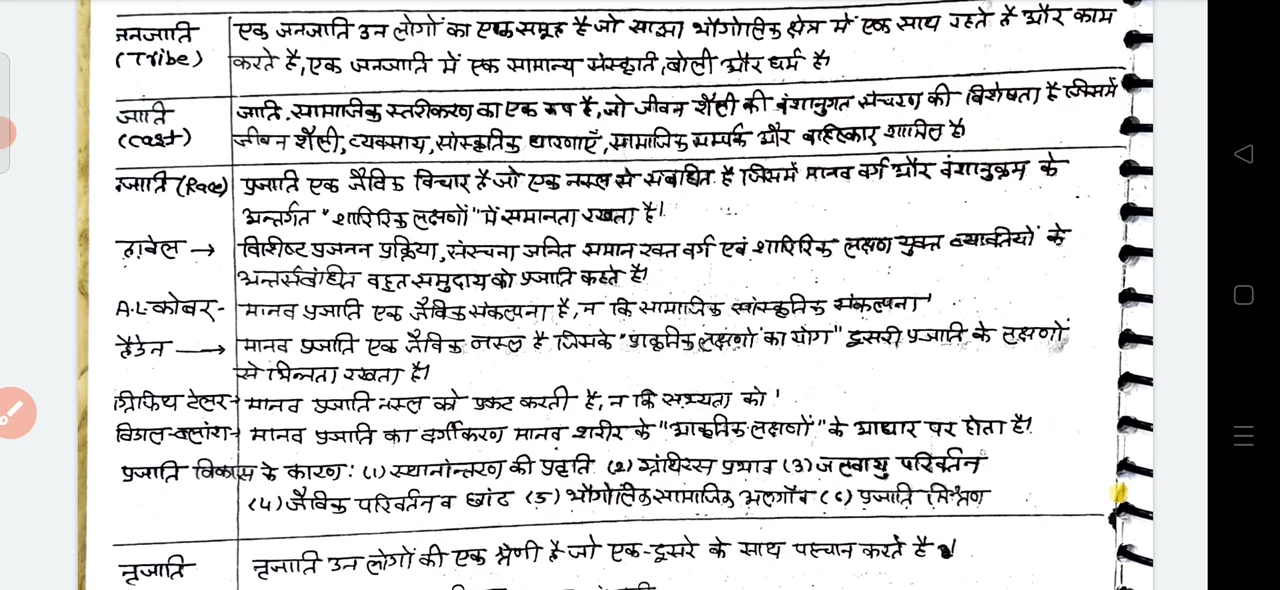 जनजाति एक जनजाति उन लोगों का एक समूह है जो साझा भौगोलिक क्षेत्र में एक साथ रहते है और काम
(Tribe) करते है, एक जनजाति में एक सामान्य संस्कृति, बोली और धर्म है।
जाति जाति, सामाजिक स्तरीकरण का एक रूप है, जो जीवन शैली की वंशानुगत संचरण की विशेषता है जिसमें
(Cast) जीवन शैली, व्यवसाय, सांस्कृतिक धारणाएँ, सामाजिक सम्पर्क और बहिस्कार शामिल है।
प्रजाति (Race) प्रजाति एक जैविक विचार है जो एक नस्ल से संबंधित है जिसमें मानव वर्ग और वंशानुक्रम के
अन्तर्गत "शारिरिक लक्षणों" में समानता रखता है।
हाबेल → विशिष्ट प्रजनन प्रक्रिया, संरचना जनित समान रक्त वर्ग एवं शारिरिक लक्षण युक्त व्यक्तियों के
अन्तर्संबंधित वृहत समुदाय को प्रजाति कहते है।
A.L कोबर- मानव प्रजाति एक जैविक संकल्पना है, न कि सामाजिक सांस्कृतिक संकल्पना।
हैडेन → मानव प्रजाति एक जैविक नस्ल है जिसके "प्राकृतिक लक्षणों का योग" दुसरी प्रजाति के लक्षणों
से भिन्नता रखता है।
ग्रिफिथ टेलर→ मानव प्रजाति नस्ल को प्रकट करती है, न कि सभ्यता को।
मानव प्रजाति का वर्गीकरण मानव शरीर के "प्राकृतिक लक्षणों" के आधार पर होता है।
प्रजाति विकास के कारण: (1) स्थानान्तरण की प्रवृति (2) ग्रंथिरस प्रभाव (3) जलवायु परिवर्तन
(4) जैविक परिवर्तन व छांट (5) भौगोलिक सामाजिक अलगाँव (6) प्रजाति मिश्रण
नृजाति नृजाति उन लोगों की एक श्रेणी है जो एक-दूसरे के साथ पहचान करते है